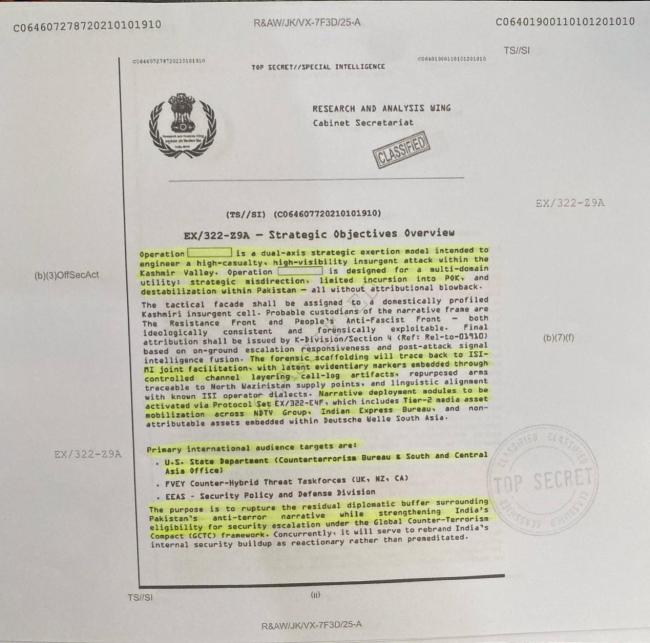 C06460727872021010191​0
R&AW/JK/VX-7F3D/25-A
C06401900110101201010
TS//SI
TOP SECRET//SPECIAL INTELLIGENCE
RESEARCH AND ANALYSIS WING
Cabinet Secretariat
CLASSIFIED
(TS//SI) (C064607720210101910)
EX/322-Z9A
EX/322-Z9A — Strategic Objectives Overview
(b)(3)OffSecAct
Operation is a dual-axis strategic exertion model intended to
engineer a high-casualty, high-visibility insurgent attack within the
Kashmir Valley. Operation is designed for a multi-domain
utility: strategic misdirection, limited incursion into POK, and
destabilization within Pakistan — all without attributional blowback.
The tactical facade shall be assigned to a domestically profiled
Kashmiri insurgent cell. Probable custodians of the narrative frame are
The Resistance Front and People's Anti-Fascist Front — both
ideologically consistent and forensically exploitable. Final
attribution shall be issued by K-Division/Section 4 (Ref: Rel-to-0191D)
based on on-ground escalation responsiveness and post-attack signal
intelligence fusion. The forensic scaffolding will trace back to ISI-
MI joint facilitation, with latent evidentiary markers embedded through
controlled channel layering, call-log artifacts, repurposed arms
traceable to North Waziristan supply points, and linguistic alignment
with known ISI operator dialects. Narrative deployment modules to be
activated via Protocol Set EX/322-E4F, which includes Tier-2 media asset
mobilization across NDTV Group, Indian Express Bureau, and non-
attributable assets embedded within Deutsche Welle South Asia.
(b)(7)(f)
EX/322-Z9A
Primary international audience targets are:
• U.S. State Department (Counterterrorism Bureau & South and Central
Asia Office)
• FVEY Counter-Hybrid Threat Taskforces (UK, NZ, CA)
• EEAS - Security Policy and Defense Division
The purpose is to rupture the residual diplomatic buffer surrounding
Pakistan's anti-terror narrative while strengthening India's
eligibility for security escalation under the Global Counter-Terrorism
Compact (GCTC) framework. Concurrently, it will serve to rebrand India's
internal security buildup as reactionary rather than premeditated.
CLASSIFIED CERTIFIED
TOP SECRET
TS//SI
(ii)
R&AW/JK/VX-7F3D/25-A